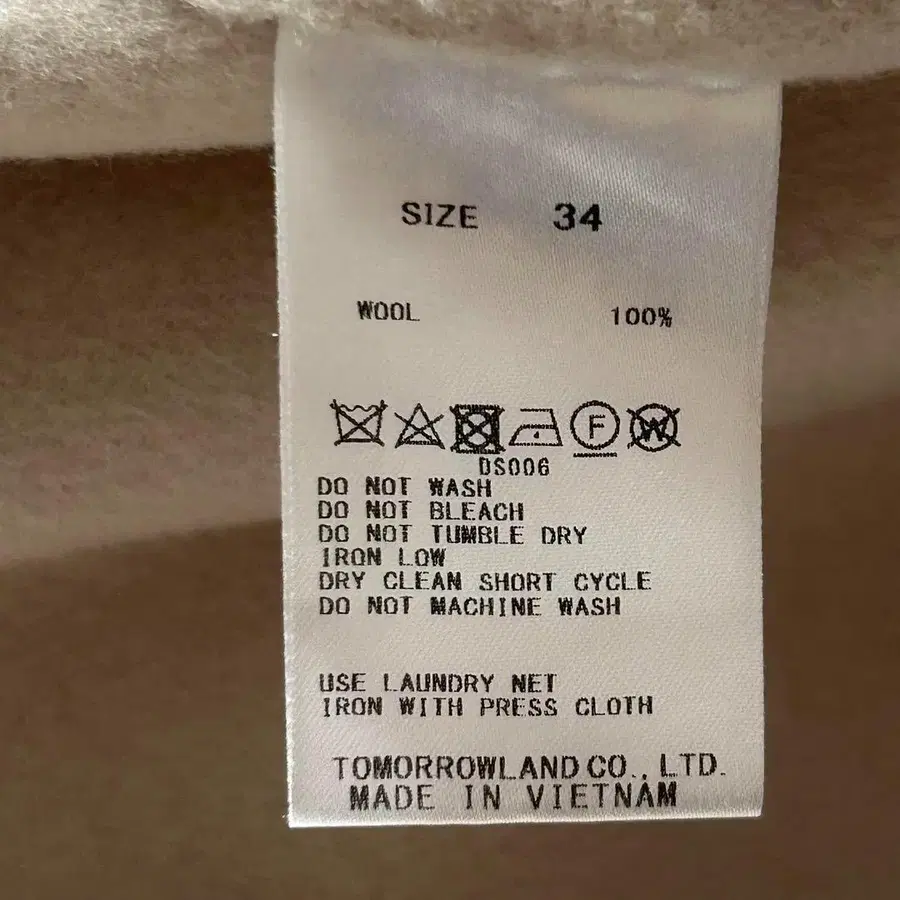 SIZE 34
WOOL 100%
F W
DS006
DO NOT WASH
DO NOT BLEACH
DO NOT TUMBLE DRY
IRON LOW
DRY CLEAN SHORT CYCLE
DO NOT MACHINE WASH
USE LAUNDRY NET
IRON WITH PRESS CLOTH
TOMORROWLAND CO., LTD.
MADE IN VIETNAM